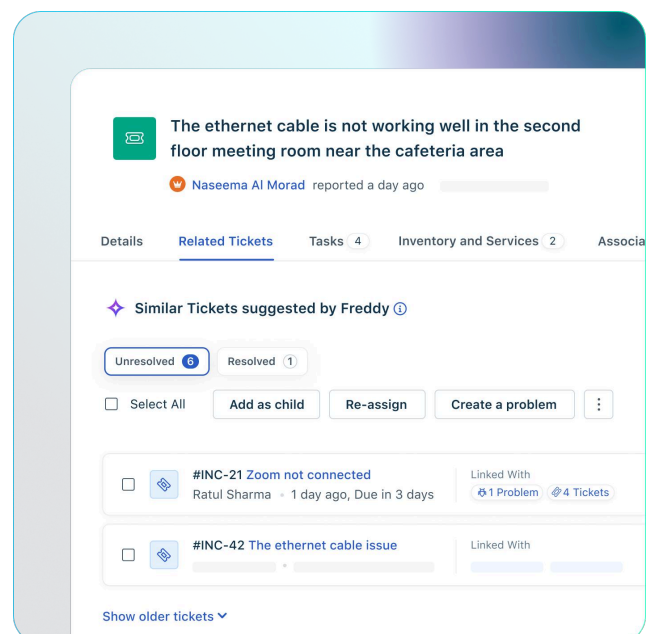 The ethernet cable is not working well in the second
floor meeting room near the cafeteria area
Naseema Al Morad reported a day ago
Details Related Tickets Tasks 4 Inventory and Services 2 Associa
Similar Tickets suggested by Freddy
Unresolved 6 Resolved 1
Select All Add as child Re-assign Create a problem
#INC-21 Zoom not connected
Linked With
Ratul Sharma • 1 day ago, Due in 3 days
1 Problem 4 Tickets
#INC-42 The ethernet cable issue
Linked With
Show older tickets